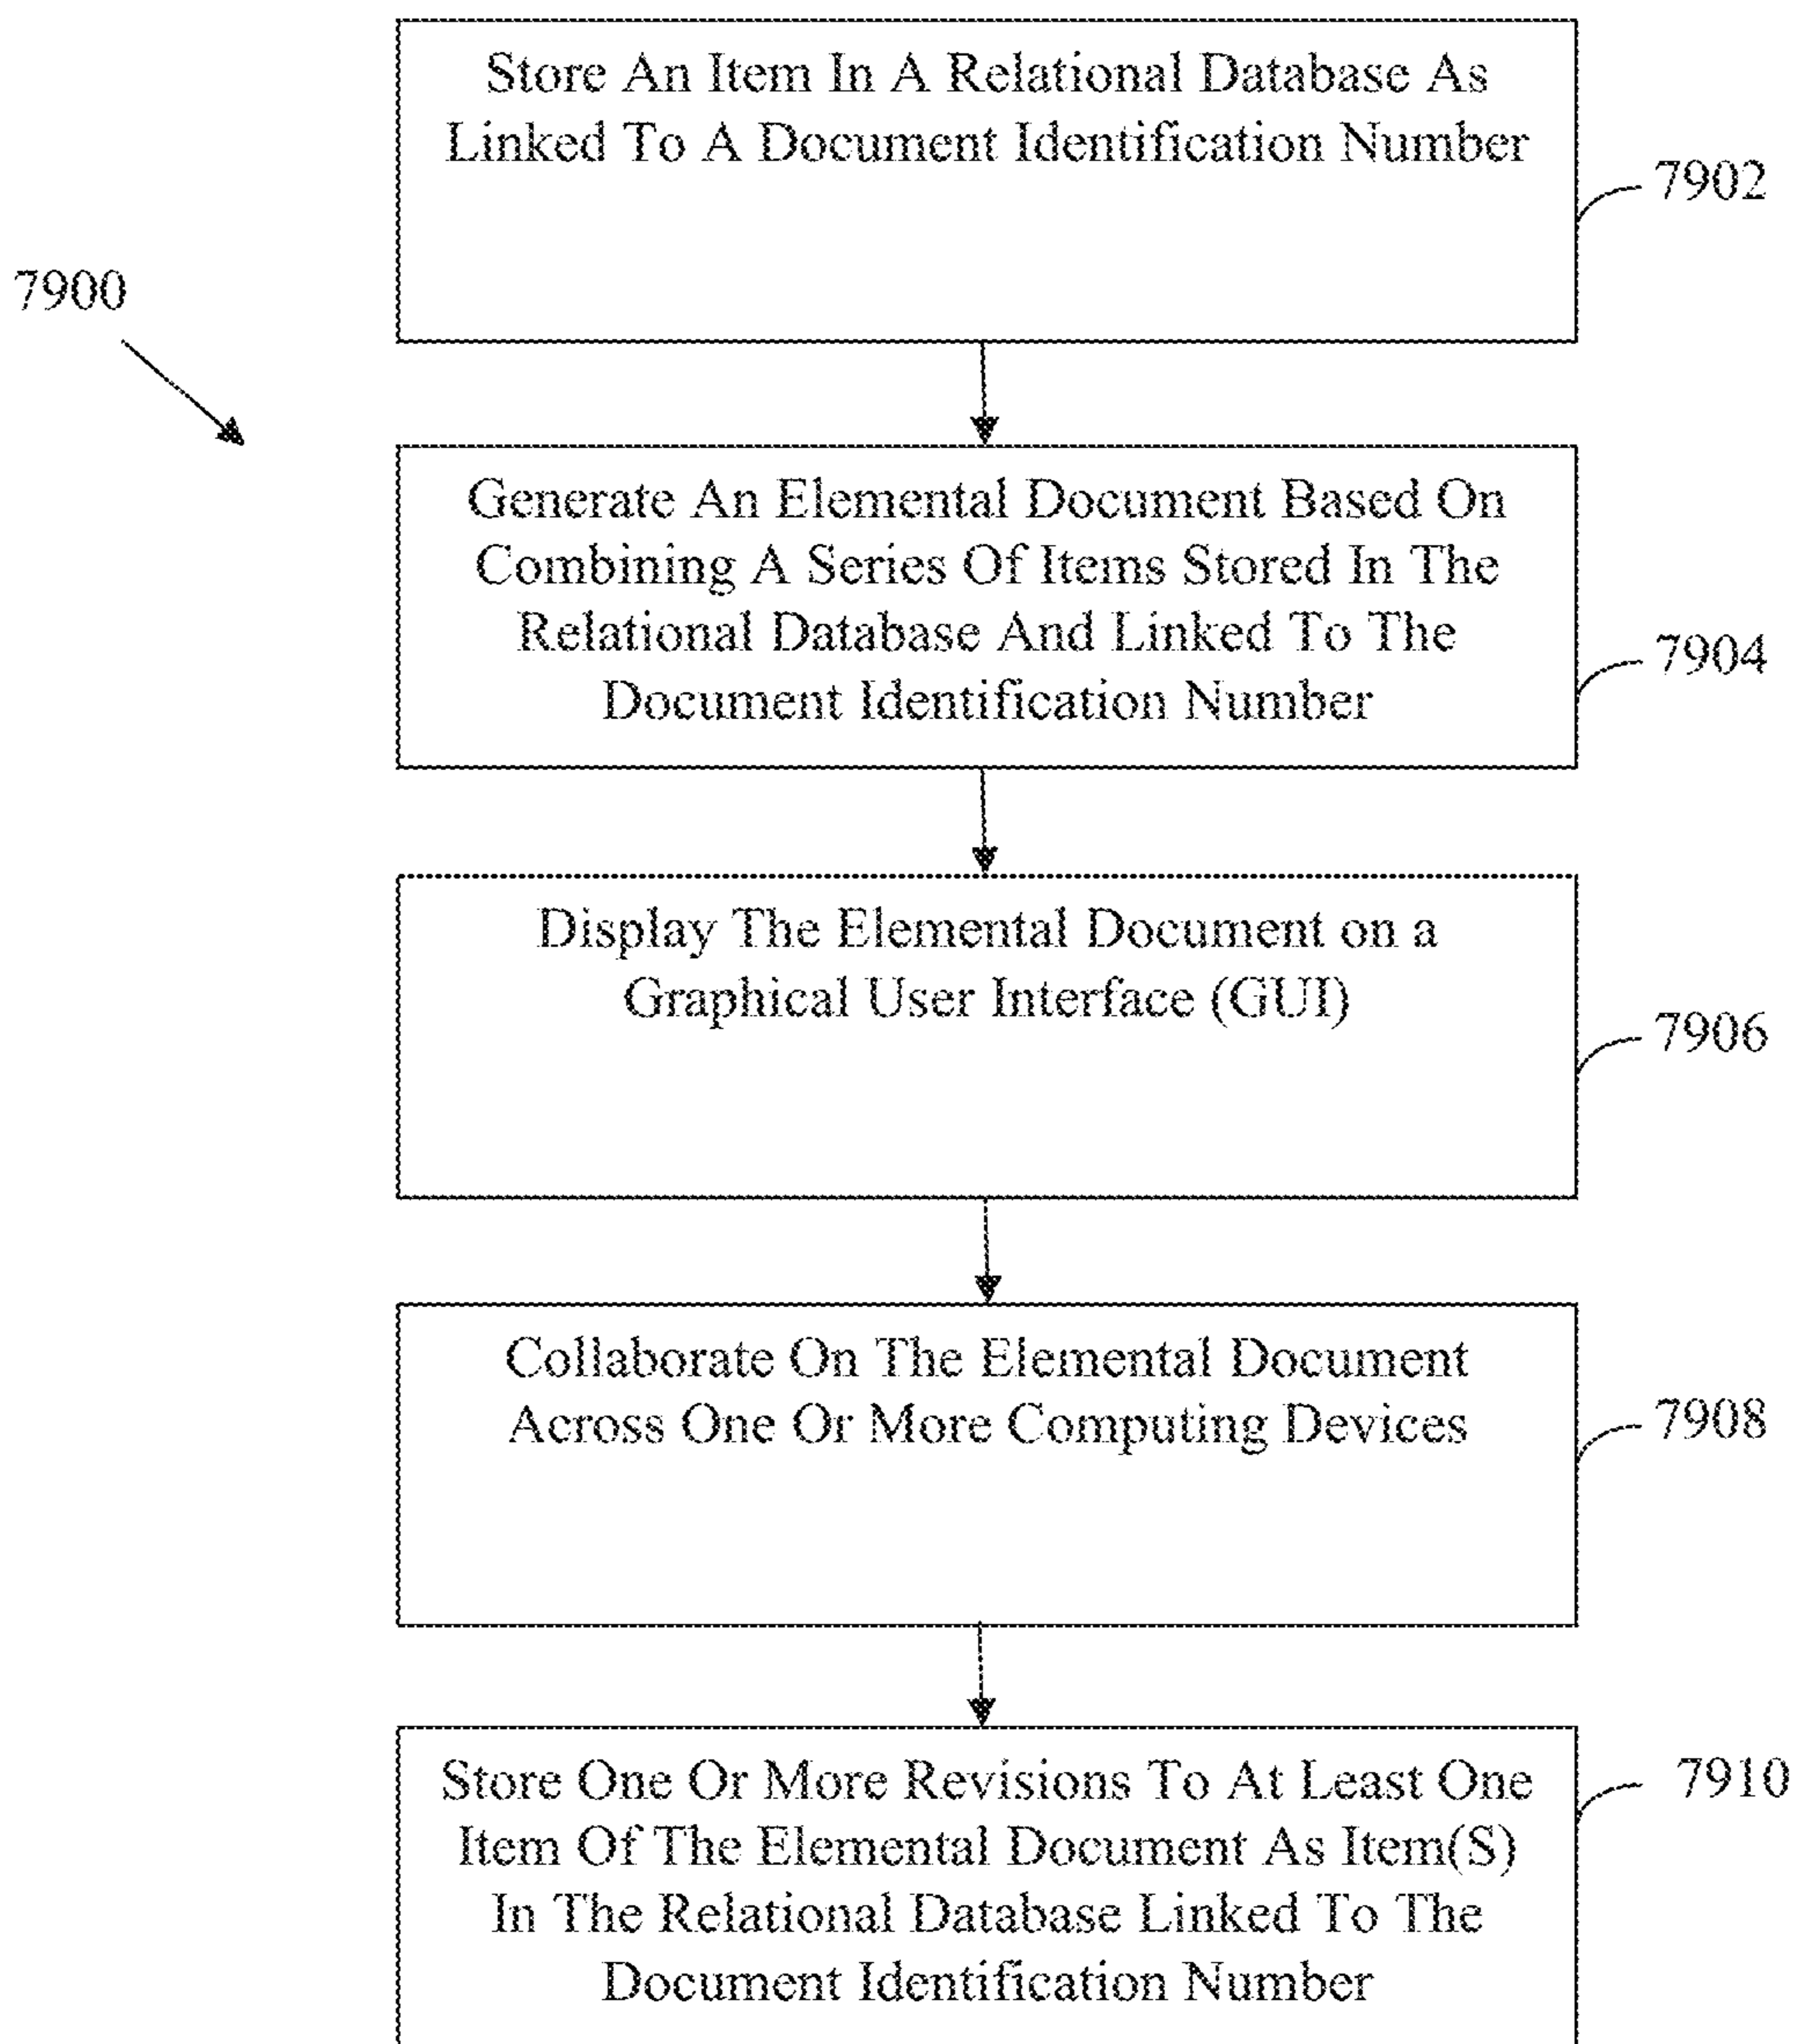 Store An Item In A Relational Database As
Linked To A Document Identification Number
7902
7900
Generate An Elemental Document Based On
Combining A Series Of Items Stored In The
Relational Database And Linked To The
Document Identification Number
7904
Display The Elemental Document on a
Graphical User Interface (GUI)
7906
Collaborate On The Elemental Document
Across One Or More Computing Devices
7908
Store One Or More Revisions To At Least One
Item Of The Elemental Document As Item(S)
In The Relational Database Linked To The
Document Identification Number
7910